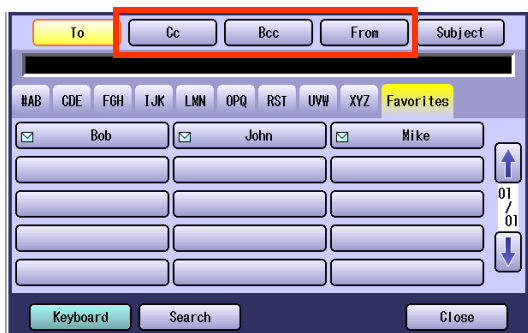 To Cc Bcc From Subject
#AB CDE FGH IJK LMN OPQ RST UVW XYZ Favorites
Bob John Mike
01
/
01
Keyboard Search Close